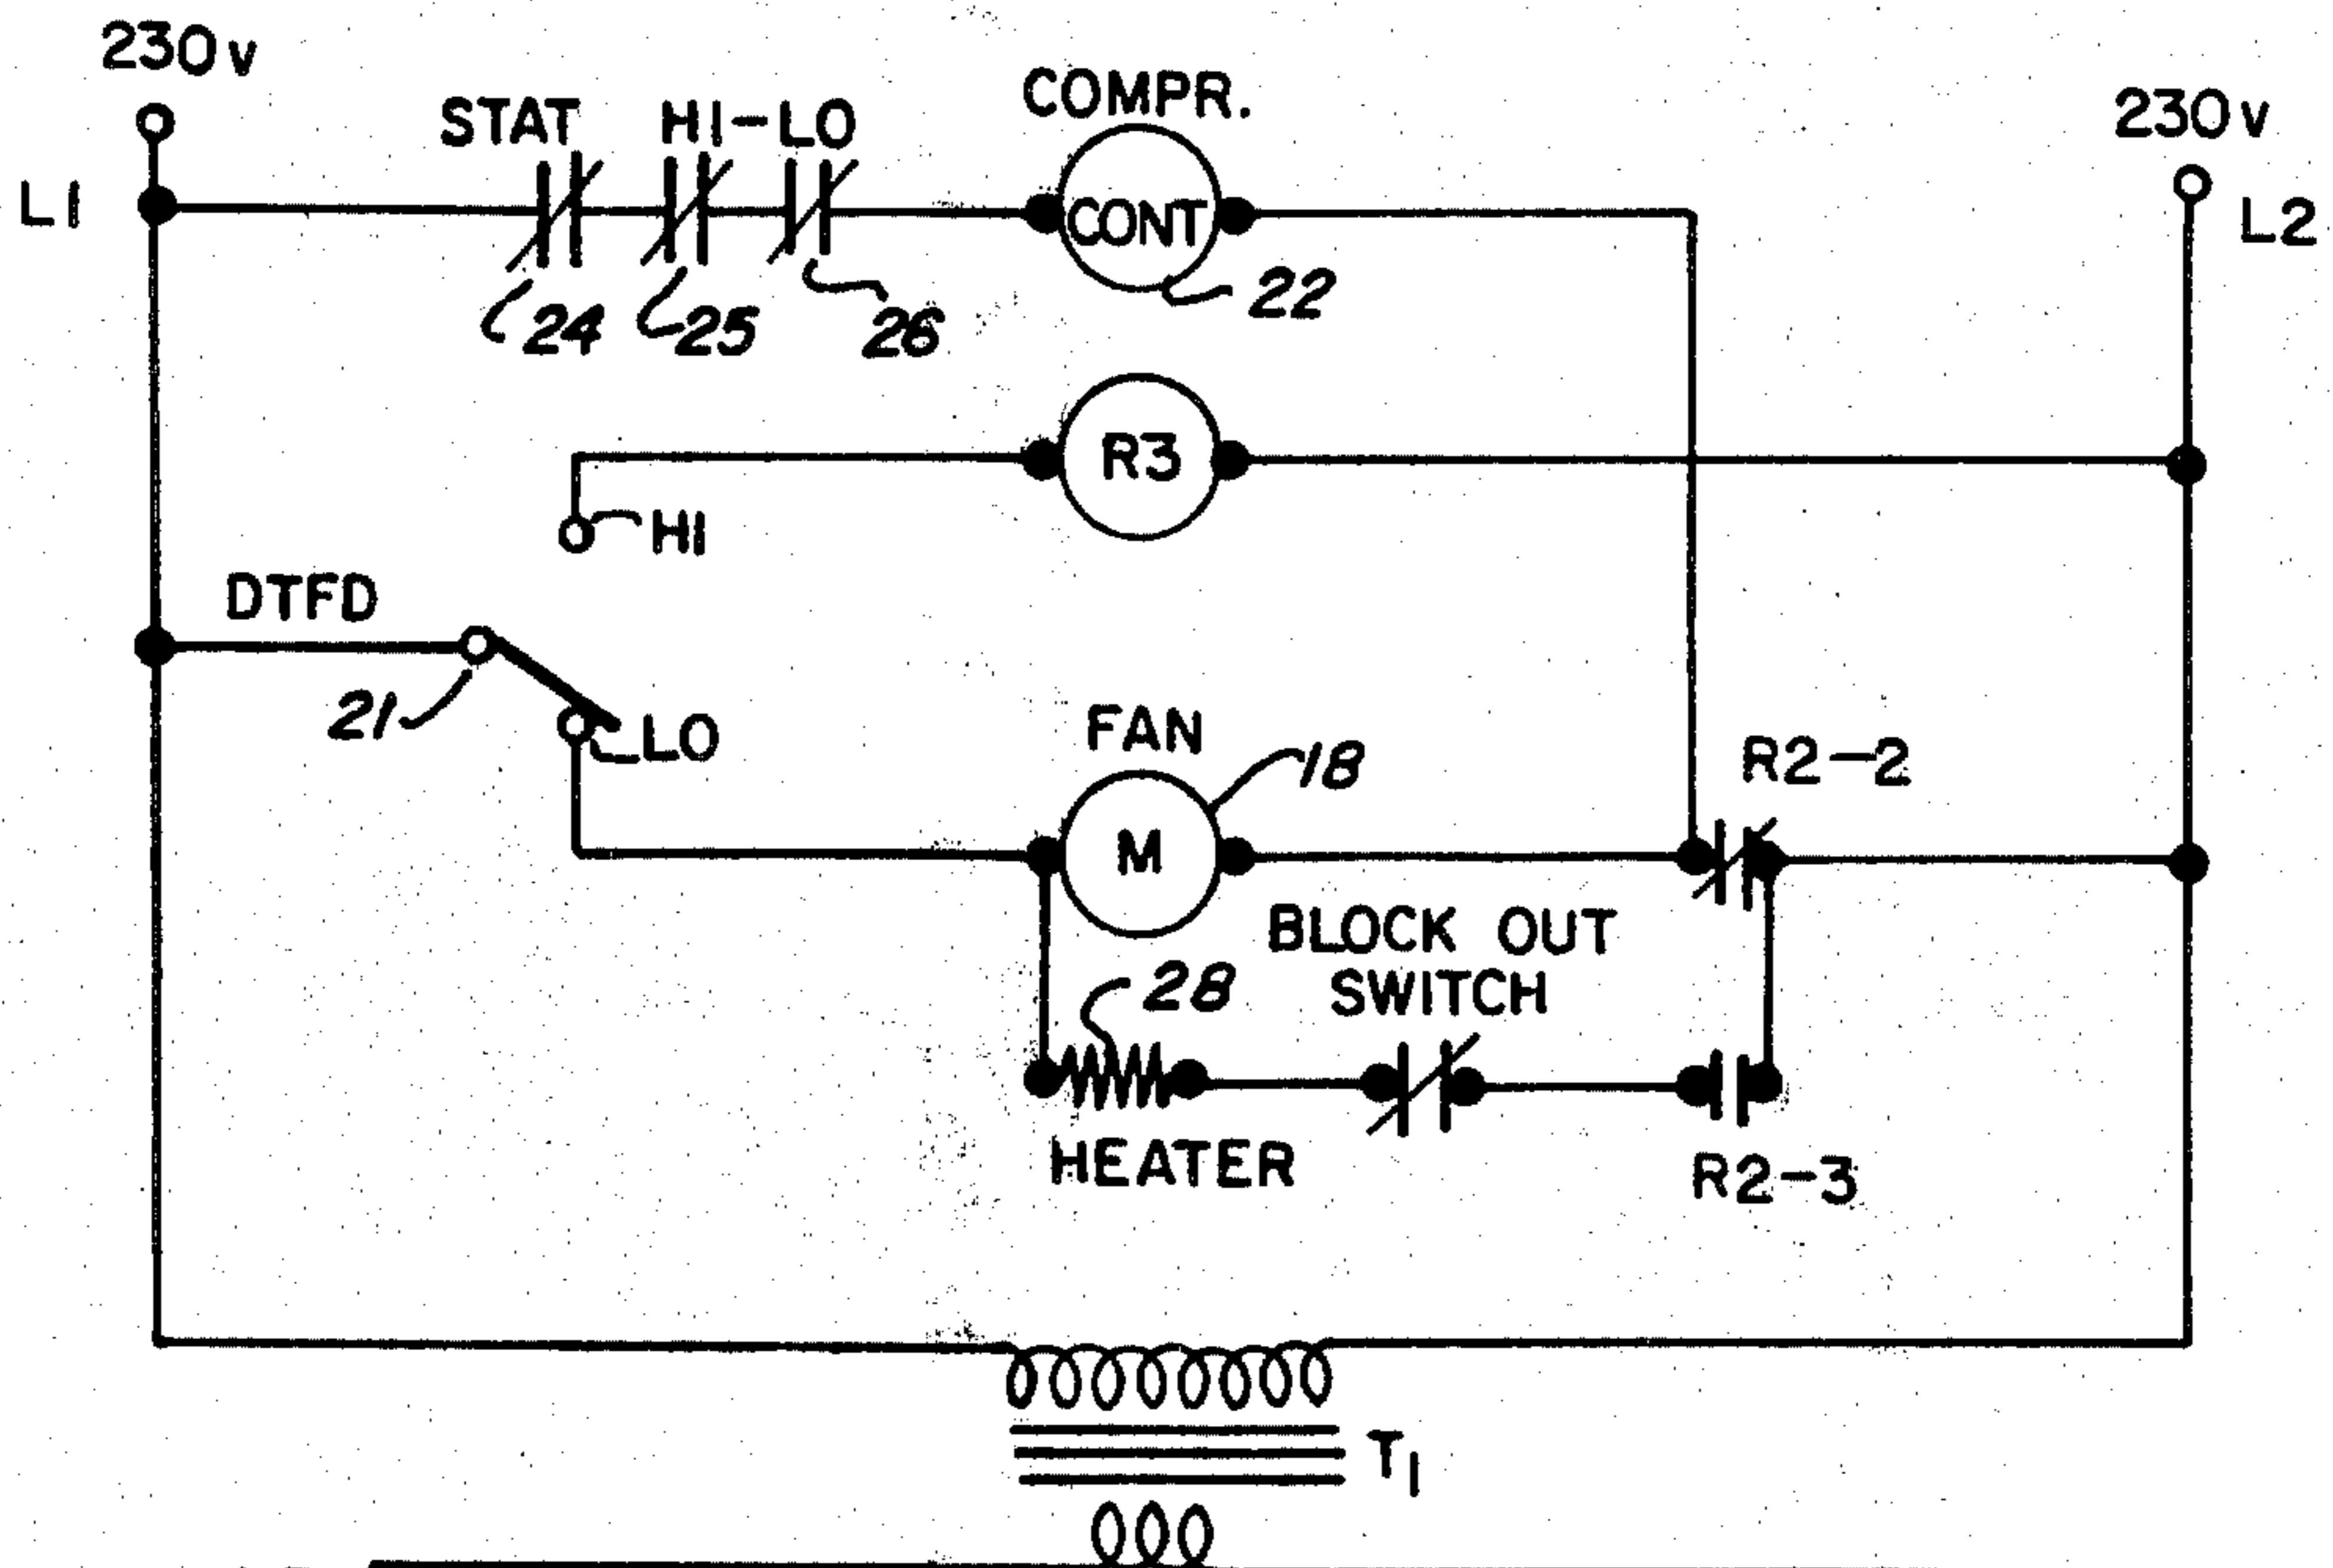 230v
230v
STAT
HI-LO
COMPR.
L1
L2
CONT
24
25
26
22
R3
HI
DTFD
21
LO
FAN
18
R2-2
M
BLOCK OUT
SWITCH
28
HEATER
R2-3
T1